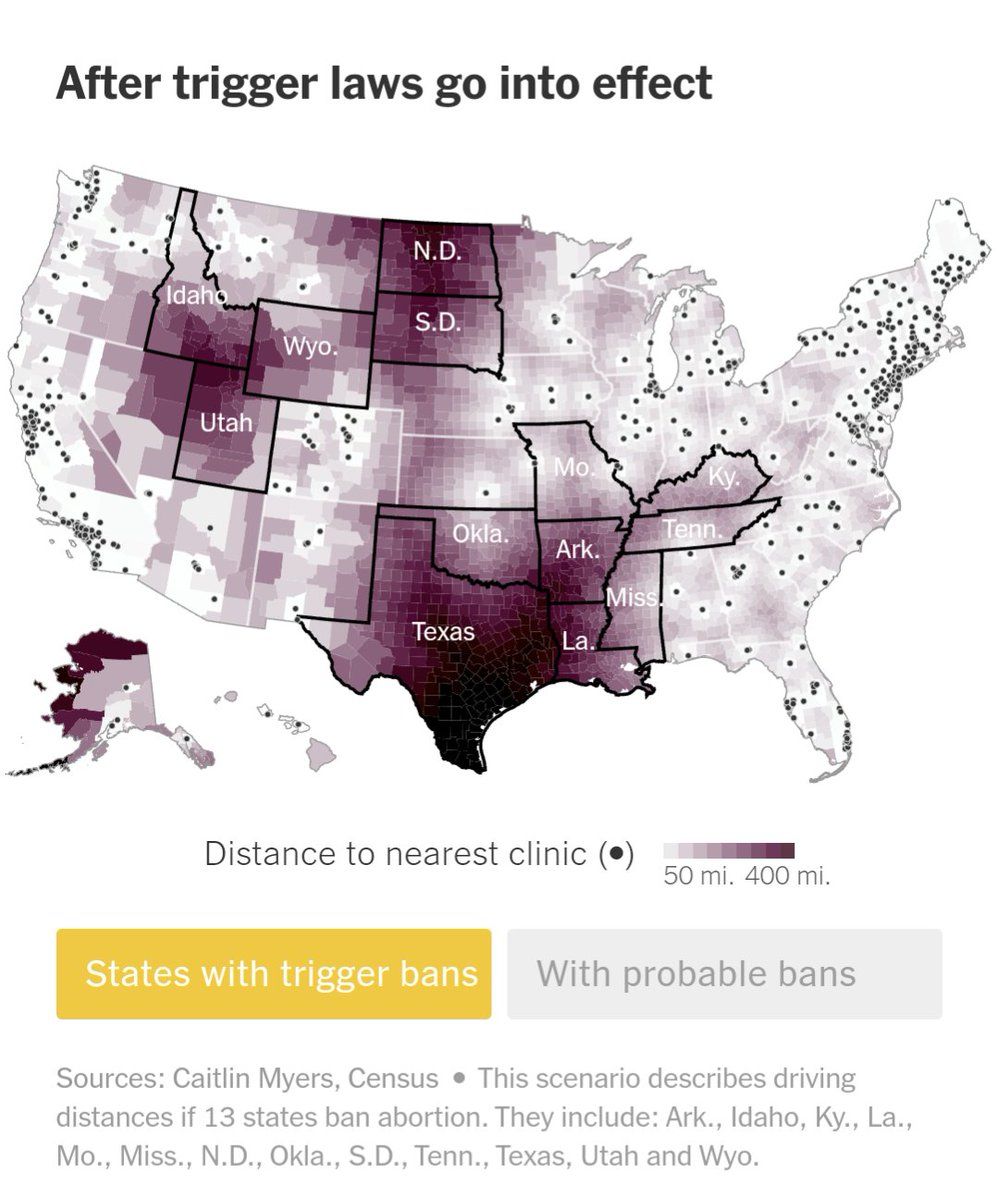 After trigger laws go into effect
N.D.
Idaho
S.D.
Wyo.
Utah
Mo.
Ky.
Okla.
Tenn.
Ark.
Miss.
Texas
La.
Distance to nearest clinic (●)
50 mi. 400 mi.
States with trigger bans
With probable bans
Sources: Caitlin Myers, Census ● This scenario describes driving
distances if 13 states ban abortion. They include: Ark., Idaho, Ky., La.,
Mo., Miss., N.D., Okla., S.D., Tenn., Texas, Utah and Wyo.